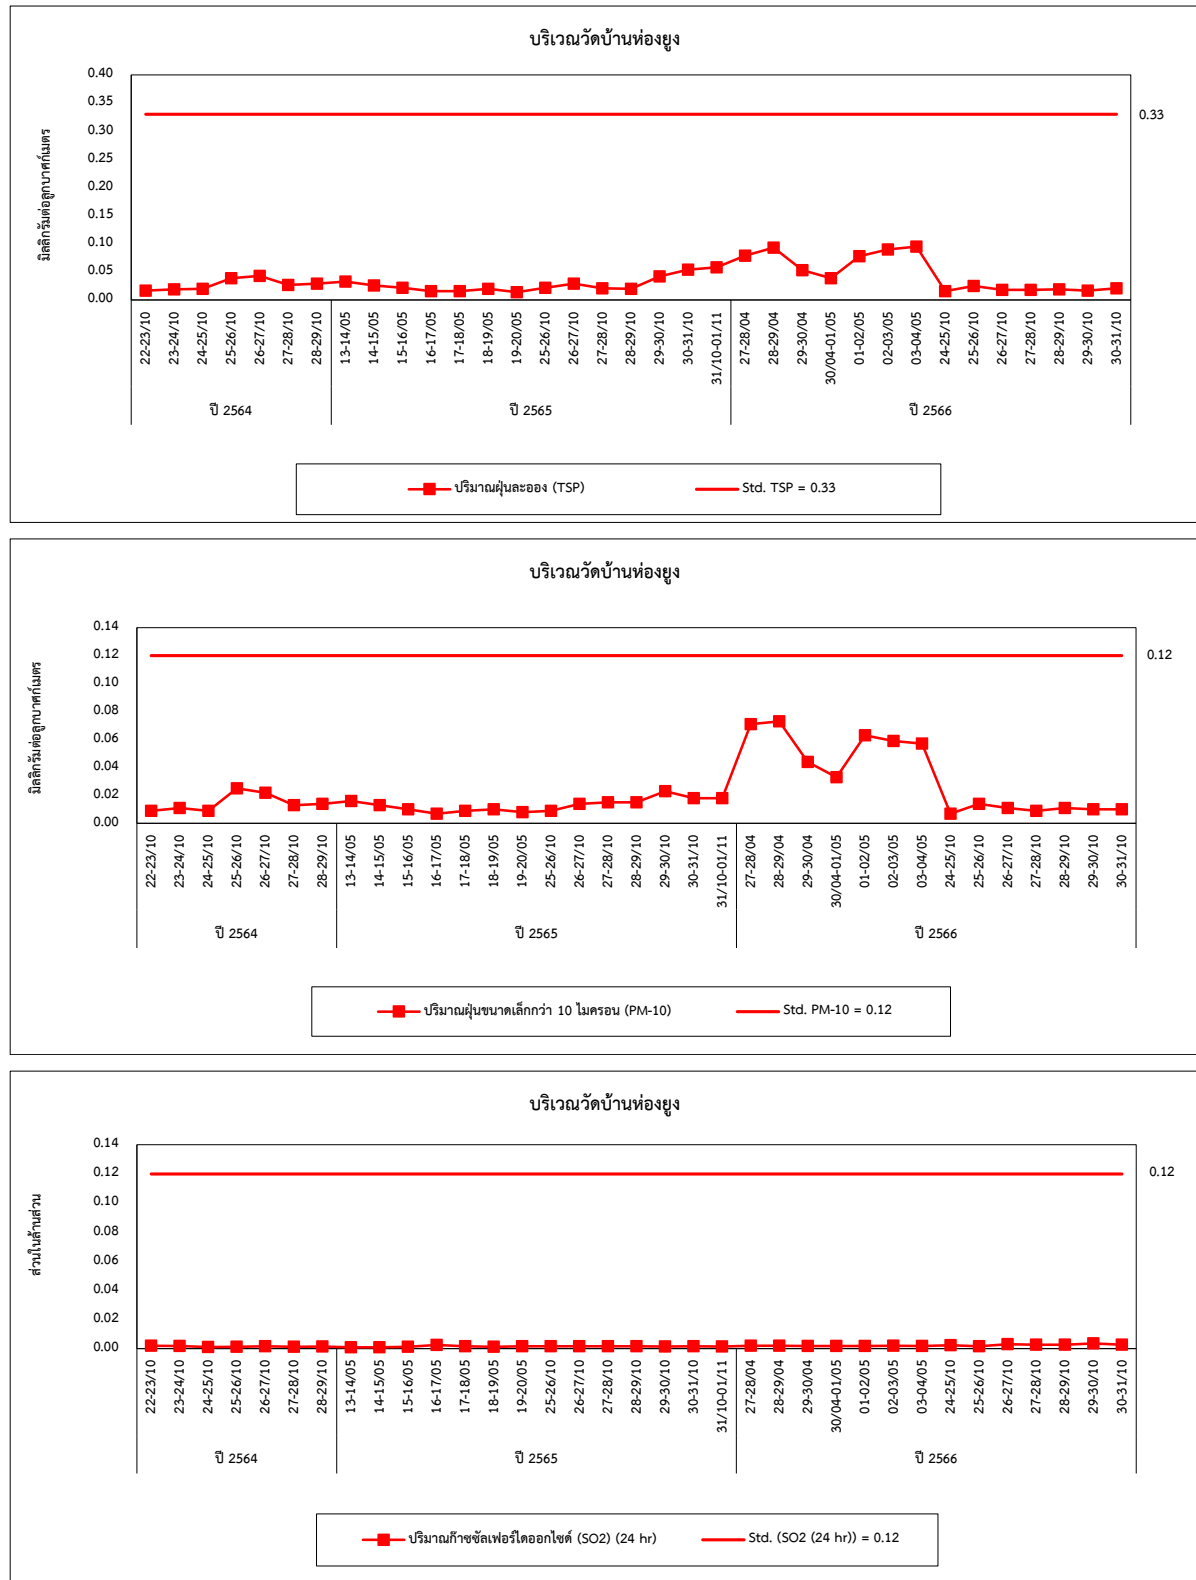 บริเวณวัดบ้านห่องยูง
มิลลิกรัมต่อลูกบาศก์เมตร
0.40
0.35
0.30
0.25
0.20
0.15
0.10
0.05
0.00
0.33
22-23/10 23-24/10 24-25/10 25-26/10 26-27/10 27-28/10 28-29/10 13-14/05 14-15/05 15-16/05 16-17/05 17-18/05 18-19/05 19-20/05 25-26/10 26-27/10 27-28/10 28-29/10 29-30/10 30-31/10 31/10-01/11 27-28/04 28-29/04 29-30/04 30/04-01/05 01-02/05 02-03/05 03-04/05 24-25/10 25-26/10 26-27/10 27-28/10 28-29/10 29-30/10 30-31/10
ปี 2564 ปี 2565 ปี 2566
ปริมาณฝุ่นละออง (TSP) Std. TSP = 0.33
บริเวณวัดบ้านห่องยูง
มิลลิกรัมต่อลูกบาศก์เมตร
0.14
0.12
0.10
0.08
0.06
0.04
0.02
0.00
0.12
22-23/10 23-24/10 24-25/10 25-26/10 26-27/10 27-28/10 28-29/10 13-14/05 14-15/05 15-16/05 16-17/05 17-18/05 18-19/05 19-20/05 25-26/10 26-27/10 27-28/10 28-29/10 29-30/10 30-31/10 31/10-01/11 27-28/04 28-29/04 29-30/04 30/04-01/05 01-02/05 02-03/05 03-04/05 24-25/10 25-26/10 26-27/10 27-28/10 28-29/10 29-30/10 30-31/10
ปี 2564 ปี 2565 ปี 2566
ปริมาณฝุ่นขนาดเล็กกว่า 10 ไมครอน (PM-10) Std. PM-10 = 0.12
บริเวณวัดบ้านห่องยูง
ส่วนในล้านส่วน
0.14
0.12
0.10
0.08
0.06
0.04
0.02
0.00
0.12
22-23/10 23-24/10 24-25/10 25-26/10 26-27/10 27-28/10 28-29/10 13-14/05 14-15/05 15-16/05 16-17/05 17-18/05 18-19/05 19-20/05 25-26/10 26-27/10 27-28/10 28-29/10 29-30/10 30-31/10 31/10-01/11 27-28/04 28-29/04 29-30/04 30/04-01/05 01-02/05 02-03/05 03-04/05 24-25/10 25-26/10 26-27/10 27-28/10 28-29/10 29-30/10 30-31/10
ปี 2564 ปี 2565 ปี 2566
ปริมาณก๊าซซัลเฟอร์ไดออกไซด์ (SO2) (24 hr) Std. (SO2 (24 hr)) = 0.12